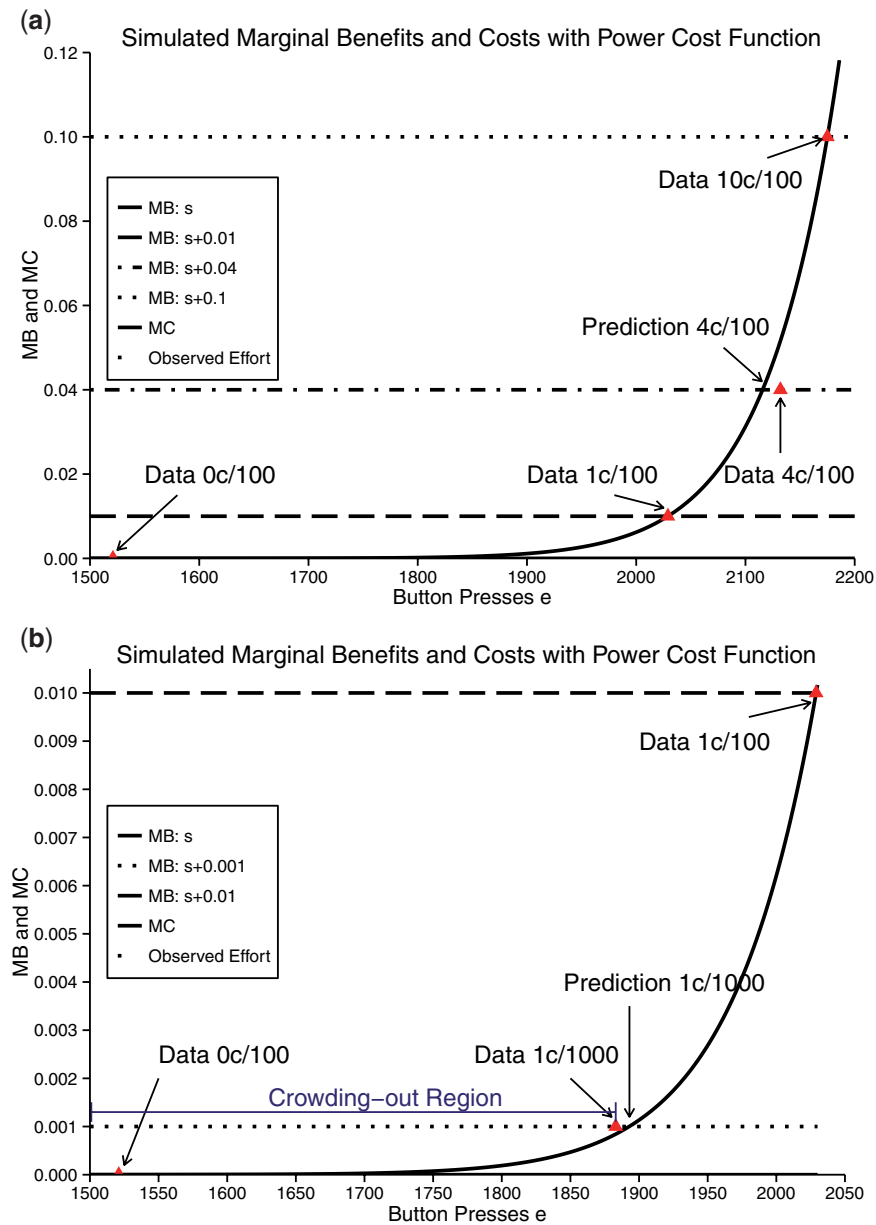 (a)
Simulated Marginal Benefits and Costs with Power Cost Function
0.12
0.10
0.08
0.06
0.04
0.02
0.00
MB and MC
MB: s
MB: s+0.01
MB: s+0.04
MB: s+0.1
MC
Observed Effort
Data 10c/100
Prediction 4c/100
Data 0c/100
Data 1c/100
Data 4c/100
1500 1600 1700 1800 1900 2000 2100 2200
Button Presses e
(b)
Simulated Marginal Benefits and Costs with Power Cost Function
0.010
0.009
0.008
0.007
0.006
0.005
0.004
0.003
0.002
0.001
0.000
MB and MC
MB: s
MB: s+0.001
MB: s+0.01
MC
Observed Effort
Data 1c/100
Prediction 1c/1000
Data 0c/100
Data 1c/1000
Crowding−out Region
1500 1550 1600 1650 1700 1750 1800 1850 1900 1950 2000 2050
Button Presses e